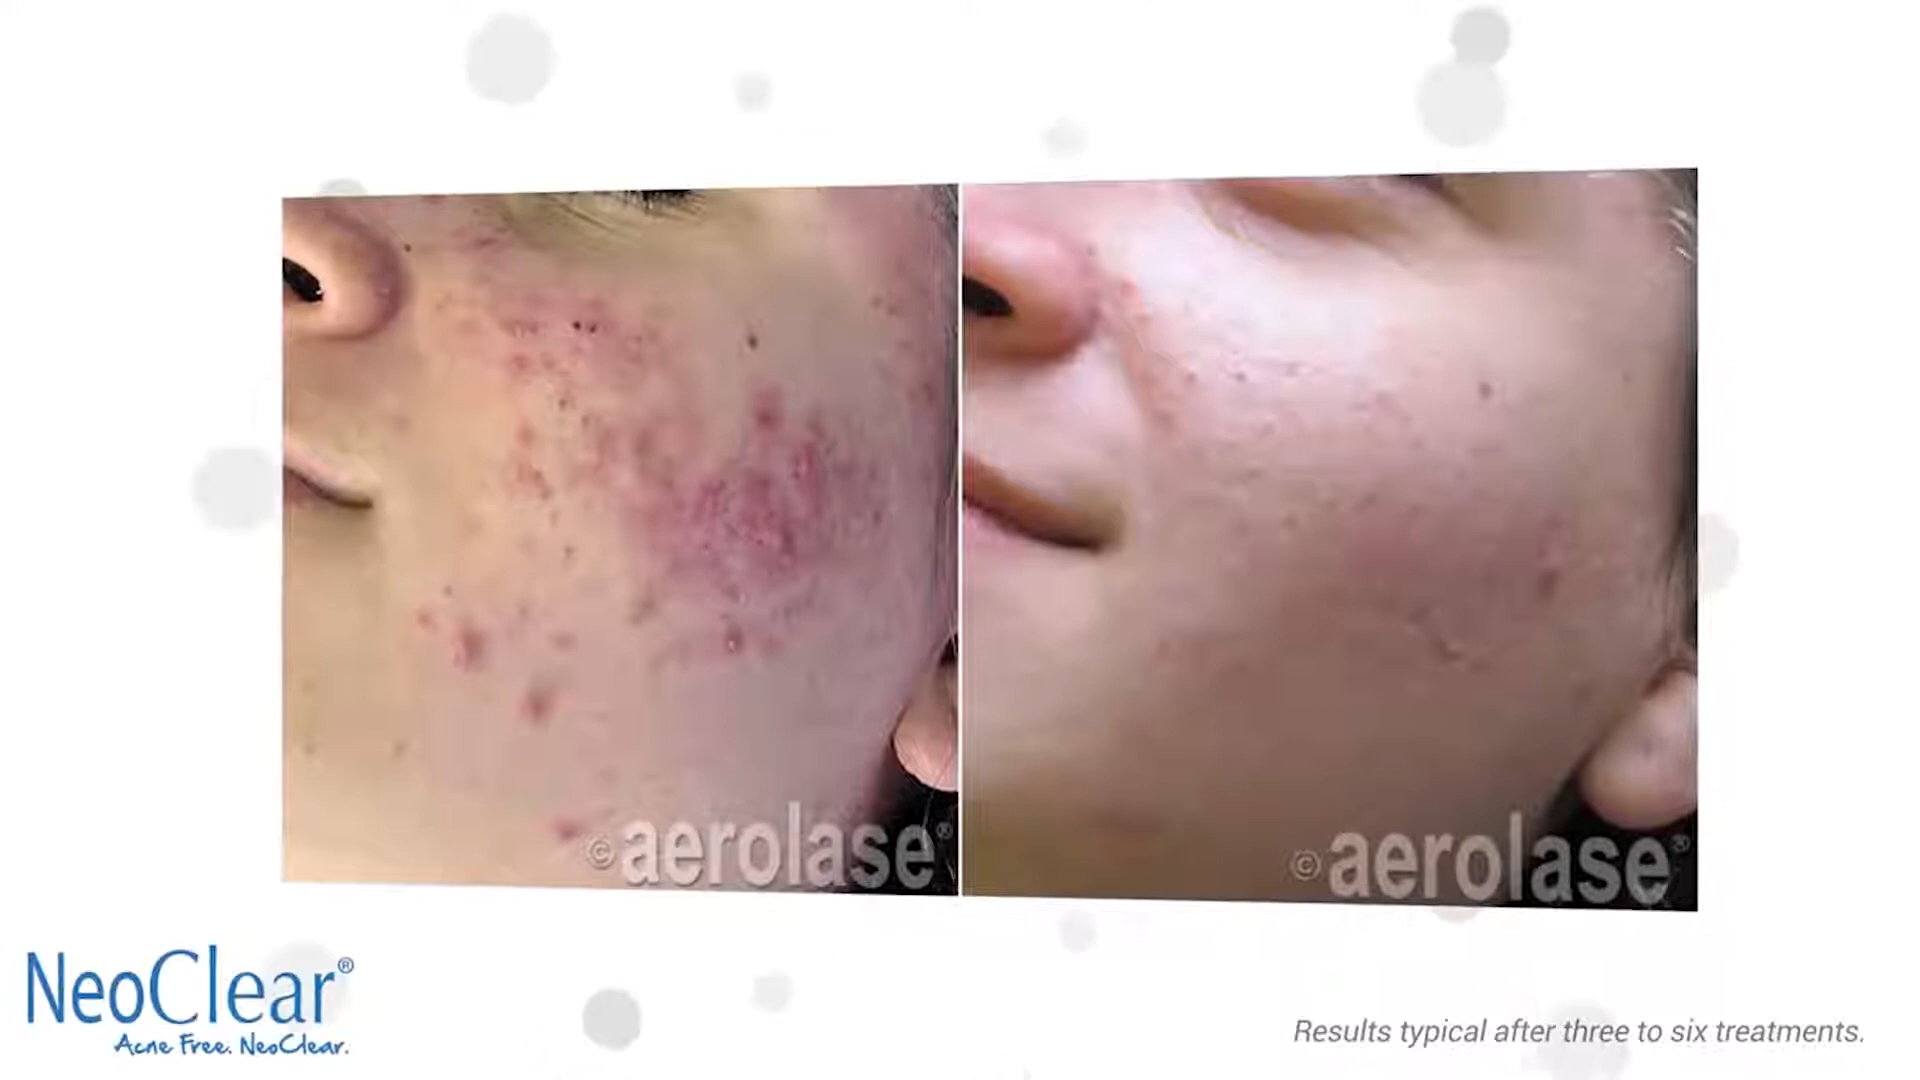 © aerolase®
© aerolase®
NeoClear®
Acne Free. NeoClear.
Results typical after three to six treatments.